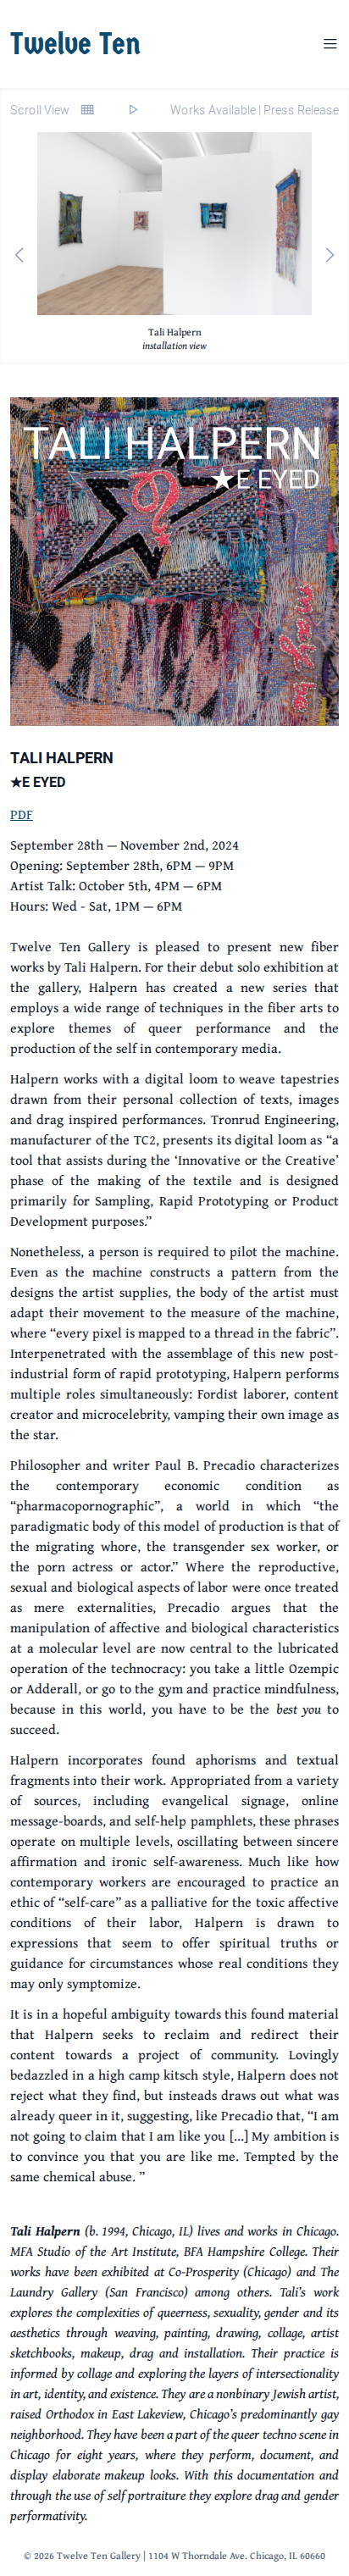 Twelve Ten
Scroll View
Works Available | Press Release
Tali Halpern
installation view
TALI HALPERN
★E EYED
may be
TALI HALPERN
★E EYED
PDF
September 28th — November 2nd, 2024
Opening: September 28th, 6PM — 9PM
Artist Talk: October 5th, 4PM — 6PM
Hours: Wed - Sat, 1PM — 6PM
Twelve Ten Gallery is pleased to present new fiber
works by Tali Halpern. For their debut solo exhibition at
the gallery, Halpern has created a new series that
employs a wide range of techniques in the fiber arts to
explore themes of queer performance and the
production of the self in contemporary media.
Halpern works with a digital loom to weave tapestries
drawn from their personal collection of texts, images
and drag inspired performances. Tronrud Engineering,
manufacturer of the TC2, presents its digital loom as “a
tool that assists during the ‘Innovative or the Creative’
phase of the making of the textile and is designed
primarily for Sampling, Rapid Prototyping or Product
Development purposes.”
Nonetheless, a person is required to pilot the machine.
Even as the machine constructs a pattern from the
designs the artist supplies, the body of the artist must
adapt their movement to the measure of the machine,
where “every pixel is mapped to a thread in the fabric”.
Interpenetrated with the assemblage of this new post-
industrial form of rapid prototyping, Halpern performs
multiple roles simultaneously: Fordist laborer, content
creator and microcelebrity, vamping their own image as
the star.
Philosopher and writer Paul B. Precadio characterizes
the contemporary economic condition as
“pharmacopornographic”, a world in which “the
paradigmatic body of this model of production is that of
the migrating whore, the transgender sex worker, or
the porn actress or actor.” Where the reproductive,
sexual and biological aspects of labor were once treated
as mere externalities, Precadio argues that the
manipulation of affective and biological characteristics
at a molecular level are now central to the lubricated
operation of the technocracy: you take a little Ozempic
or Adderall, or go to the gym and practice mindfulness,
because in this world, you have to be the best you to
succeed.
Halpern incorporates found aphorisms and textual
fragments into their work. Appropriated from a variety
of sources, including evangelical signage, online
message-boards, and self-help pamphlets, these phrases
operate on multiple levels, oscillating between sincere
affirmation and ironic self-awareness. Much like how
contemporary workers are encouraged to practice an
ethic of “self-care” as a palliative for the toxic affective
conditions of their labor, Halpern is drawn to
expressions that seem to offer spiritual truths or
guidance for circumstances whose real conditions they
may only symptomize.
It is in a hopeful ambiguity towards this found material
that Halpern seeks to reclaim and redirect their
content towards a project of community. Lovingly
bedazzled in a high camp kitsch style, Halpern does not
reject what they find, but insteads draws out what was
already queer in it, suggesting, like Precadio that, “I am
not going to claim that I am like you [...] My ambition is
to convince you that you are like me. Tempted by the
same chemical abuse. ”
Tali Halpern (b. 1994, Chicago, IL) lives and works in Chicago.
MFA Studio of the Art Institute, BFA Hampshire College. Their
works have been exhibited at Co-Prosperity (Chicago) and The
Laundry Gallery (San Francisco) among others. Tali’s work
explores the complexities of queerness, sexuality, gender and its
aesthetics through weaving, painting, drawing, collage, artist
sketchbooks, makeup, drag and installation. Their practice is
informed by collage and exploring the layers of intersectionality
in art, identity, and existence. They are a nonbinary Jewish artist,
raised Orthodox in East Lakeview, Chicago’s predominantly gay
neighborhood. They have been a part of the queer techno scene in
Chicago for eight years, where they perform, document, and
display elaborate makeup looks. With this documentation and
through the use of self portraiture they explore drag and gender
performativity.
© 2026 Twelve Ten Gallery | 1104 W Thorndale Ave. Chicago, IL 60660